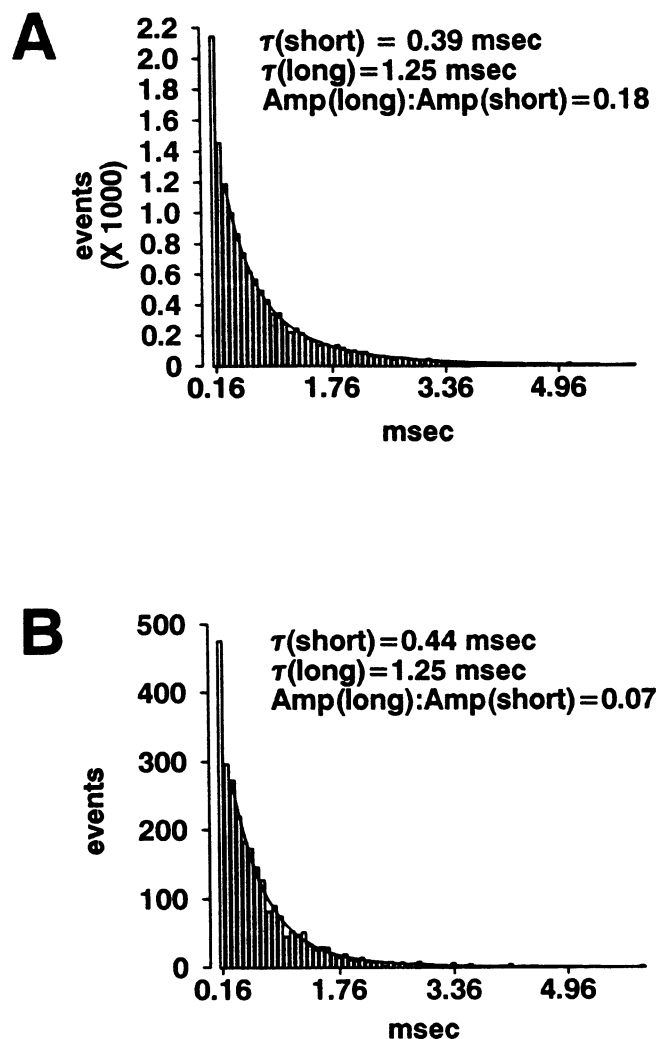 A
τ(short) = 0.39 msec
τ(long)=1.25 msec
Amp(long):Amp(short)=0.18
2.2
2.0
1.8
1.6
1.4
1.2
1.0
0.8
0.6
0.4
0.2
0
events
(X 1000)
0.16 1.76 3.36 4.96
msec
B
τ(short)=0.44 msec
τ(long)=1.25 msec
Amp(long):Amp(short)=0.07
500
400
300
200
100
0
events
0.16 1.76 3.36 4.96
msec